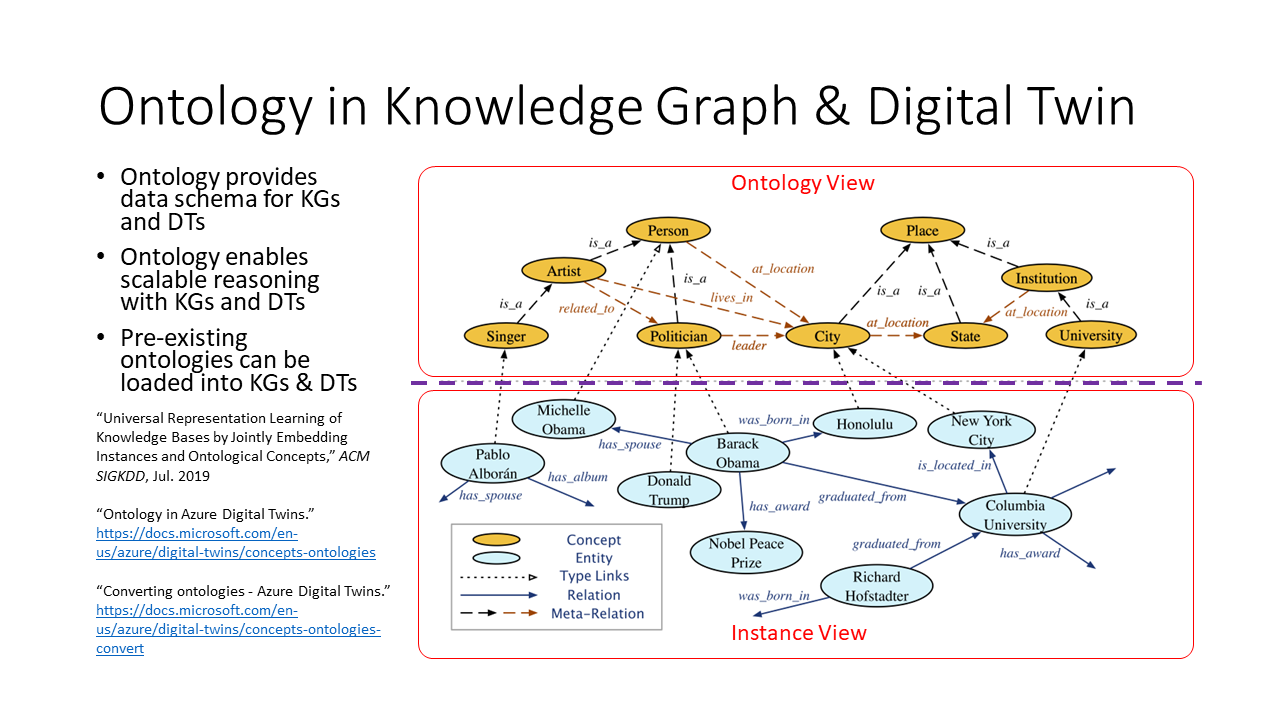 Ontology in Knowledge Graph & Digital Twin
• Ontology provides
data schema for KGs
and DTs
• Ontology enables
scalable reasoning
with KGs and DTs
• Pre-existing
ontologies can be
loaded into KGs & DTs
“Universal Representation Learning of
Knowledge Bases by Jointly Embedding
Instances and Ontological Concepts,” ACM
SIGKDD, Jul. 2019
“Ontology in Azure Digital Twins.”
https://docs.microsoft.com/en-
us/azure/digital-twins/concepts-ontologies
“Converting ontologies - Azure Digital Twins.”
https://docs.microsoft.com/en-
us/azure/digital-twins/concepts-ontologies-
convert
Ontology View
Person
Place
is_a
is_a
Artist
at_location
Institution
is_a
is_a
is_a
is_a
lives_in
is_a
related_to
at_location
at_location
Singer
Politician
leader
City
State
University
Michelle
Obama
was_born_in
Honolulu
New York
City
has_spouse
Barack
Obama
Pablo
Alborán
is_located_in
has_album
Donald
Trump
has_spouse
graduated_from
has_award
Columbia
University
Nobel Peace
Prize
graduated_from
has_award
Richard
Hofstadter
was_born_in
Concept
Entity
Type Links
Relation
Meta-Relation
Instance View